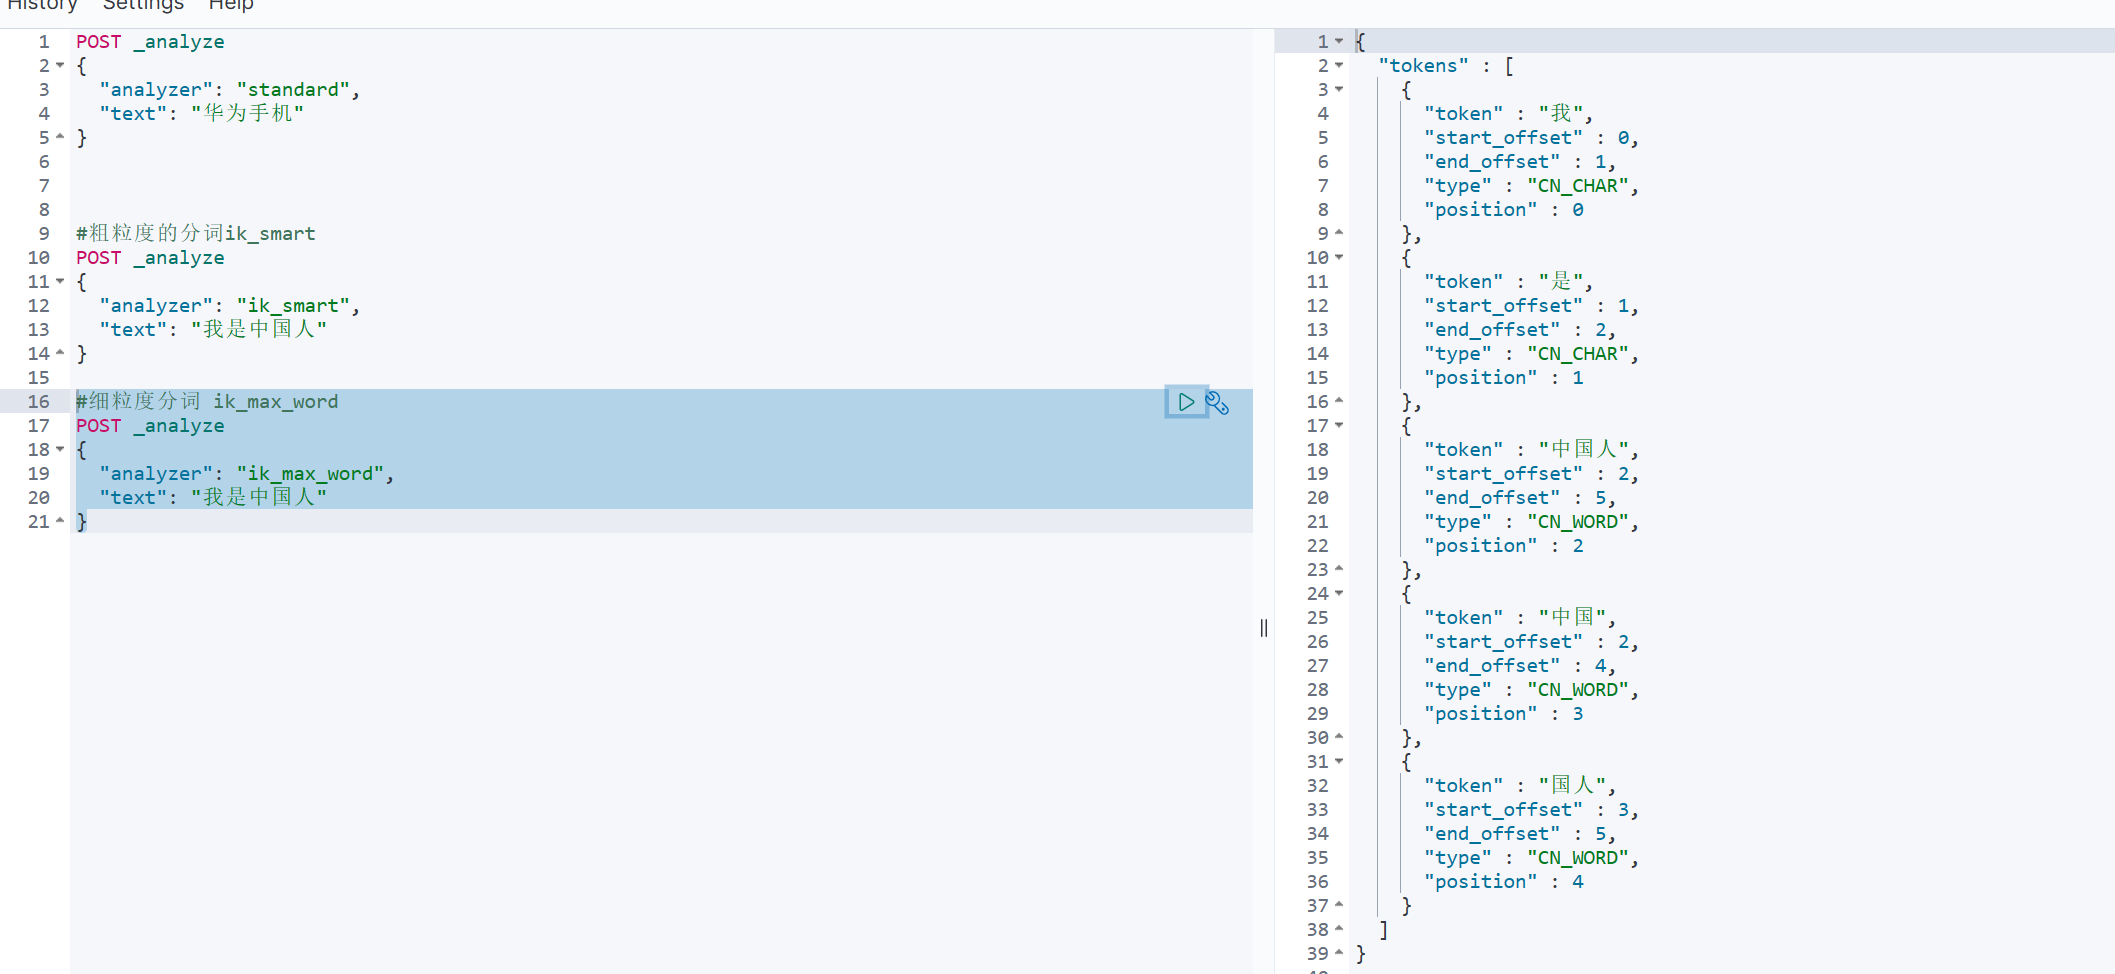 History Settings Help
1 POST _analyze
2 {
3 "analyzer": "standard",
4 "text": "华为手机"
5 }
6
7
8
9 #粗粒度的分词ik_smart
10 POST _analyze
11 {
12 "analyzer": "ik_smart",
13 "text": "我是中国人"
14 }
15
16 #细粒度分词 ik_max_word
17 POST _analyze
18 {
19 "analyzer": "ik_max_word",
20 "text": "我是中国人"
21 }
1 {
2 "tokens" : [
3 {
4 "token" : "我",
5 "start_offset" : 0,
6 "end_offset" : 1,
7 "type" : "CN_CHAR",
8 "position" : 0
9 },
10 {
11 "token" : "是",
12 "start_offset" : 1,
13 "end_offset" : 2,
14 "type" : "CN_CHAR",
15 "position" : 1
16 },
17 {
18 "token" : "中国人",
19 "start_offset" : 2,
20 "end_offset" : 5,
21 "type" : "CN_WORD",
22 "position" : 2
23 },
24 {
25 "token" : "中国",
26 "start_offset" : 2,
27 "end_offset" : 4,
28 "type" : "CN_WORD",
29 "position" : 3
30 },
31 {
32 "token" : "国人",
33 "start_offset" : 3,
34 "end_offset" : 5,
35 "type" : "CN_WORD",
36 "position" : 4
37 }
38 ]
39 }